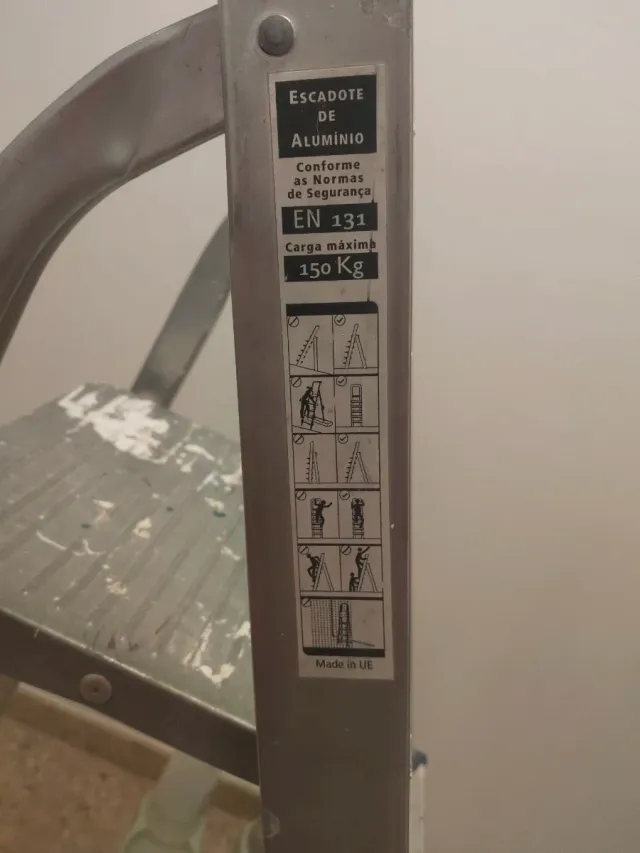 ESCADOTE
DE
ALUMÍNIO
Conforme
as Normas
de Segurança
EN 131
Carga máxima
150 Kg
Made in UE